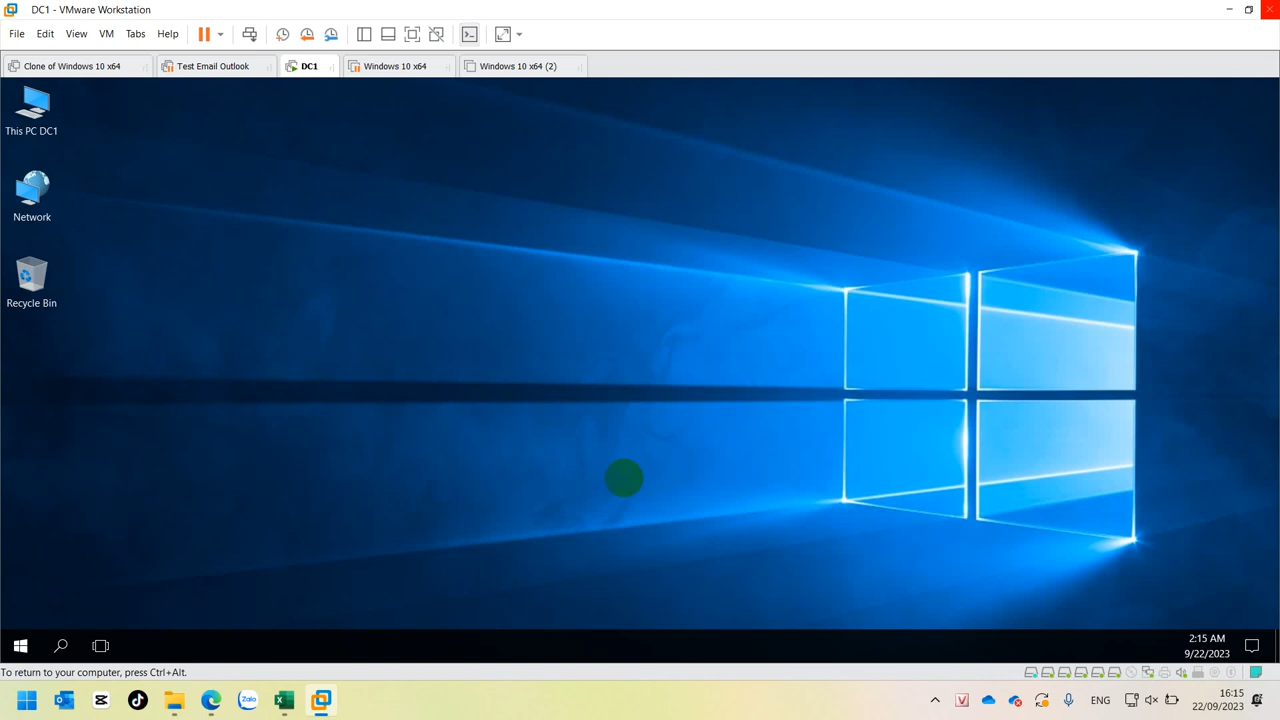 DC1 - VMware Workstation
File Edit View VM Tabs Help
Clone of Windows 10 x64 Test Email Outlook DC1 Windows 10 x64 Windows 10 x64 (2)
This PC DC1
Network
Recycle Bin
2:15 AM
9/22/2023
To return to your computer, press Ctrl+Alt.
Zalo
V
ENG
16:15
22/09/2023